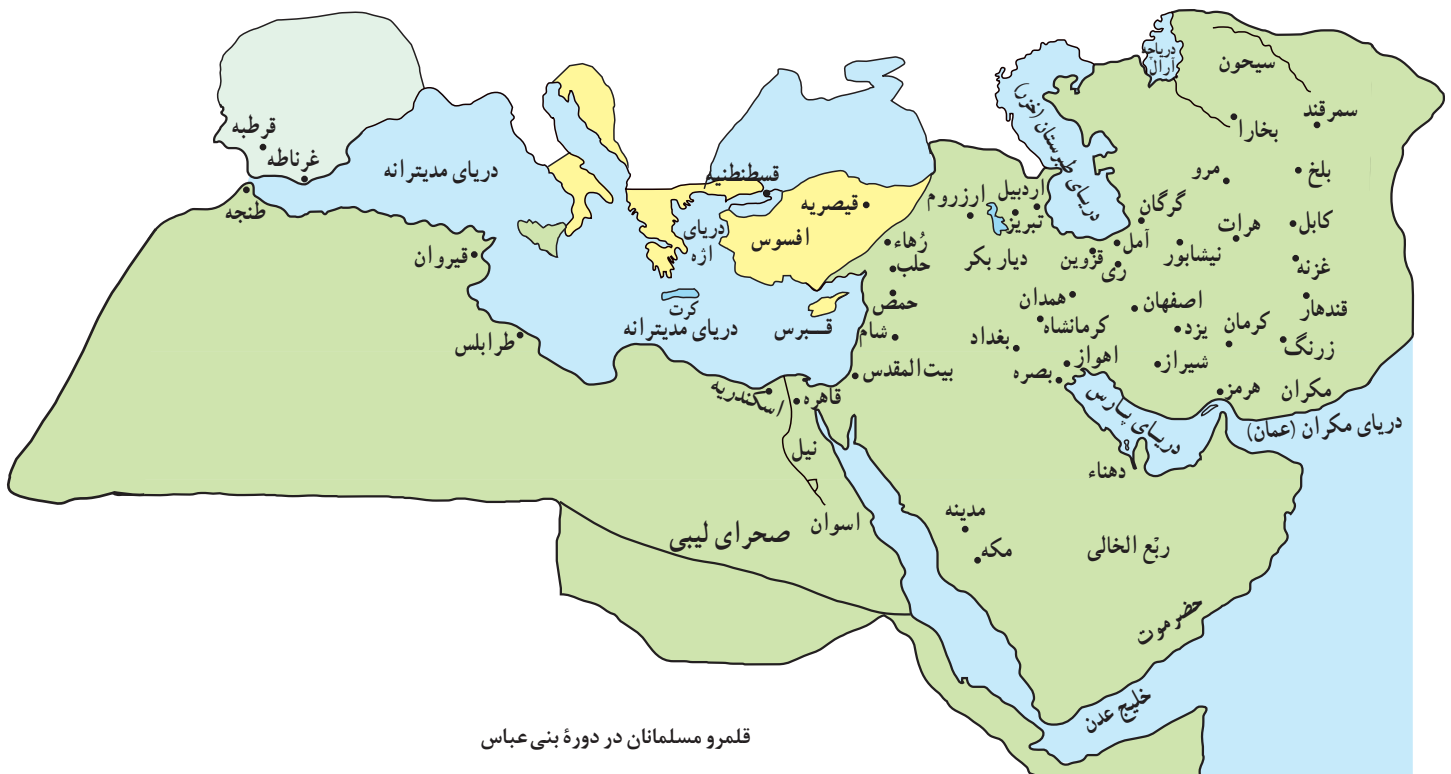 دریاچه
آرال
سیحون
سمرقند
بخارا
بلخ
مرو
دریای طبرستان (خزر)
گرگان
کابل
هرات
نیشابور
غزنه
قندهار
زرنگ
کرمان
یزد
اصفهان
شیراز
هرمز
مکران
دریای مکران (عمان)
آمل
ری
قزوین
اردبیل
تبریز
ارزروم
دیار بکر
همدان
کرمانشاه
بغداد
اهواز
بصره
دریای پارس
دهناء
رُهاء
حلب
حمص
شام
بیت‌المقدس
قسطنطنیه
قیصریه
افسوس
دریای
اژه
کرت
قـــبرس
دریای مدیترانه
دریای مدیترانه
قرطبه
غرناطه
طنجه
قیروان
طرابلس
اسکندریه
قاهره
نیل
اسوان
صحرای لیبی
مدینه
مکه
ربْع الخالی
حضرموت
خلیج عدن
قلمرو مسلمانان در دورهٔ بنی عباس